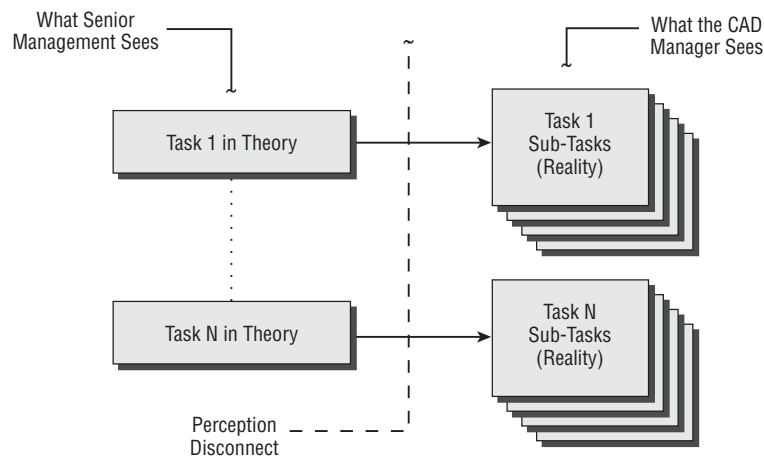 What Senior
Management Sees
What the CAD
Manager Sees
Task 1 in Theory
Task 1
Sub-Tasks
(Reality)
Task N in Theory
Task N
Sub-Tasks
(Reality)
Perception
Disconnect